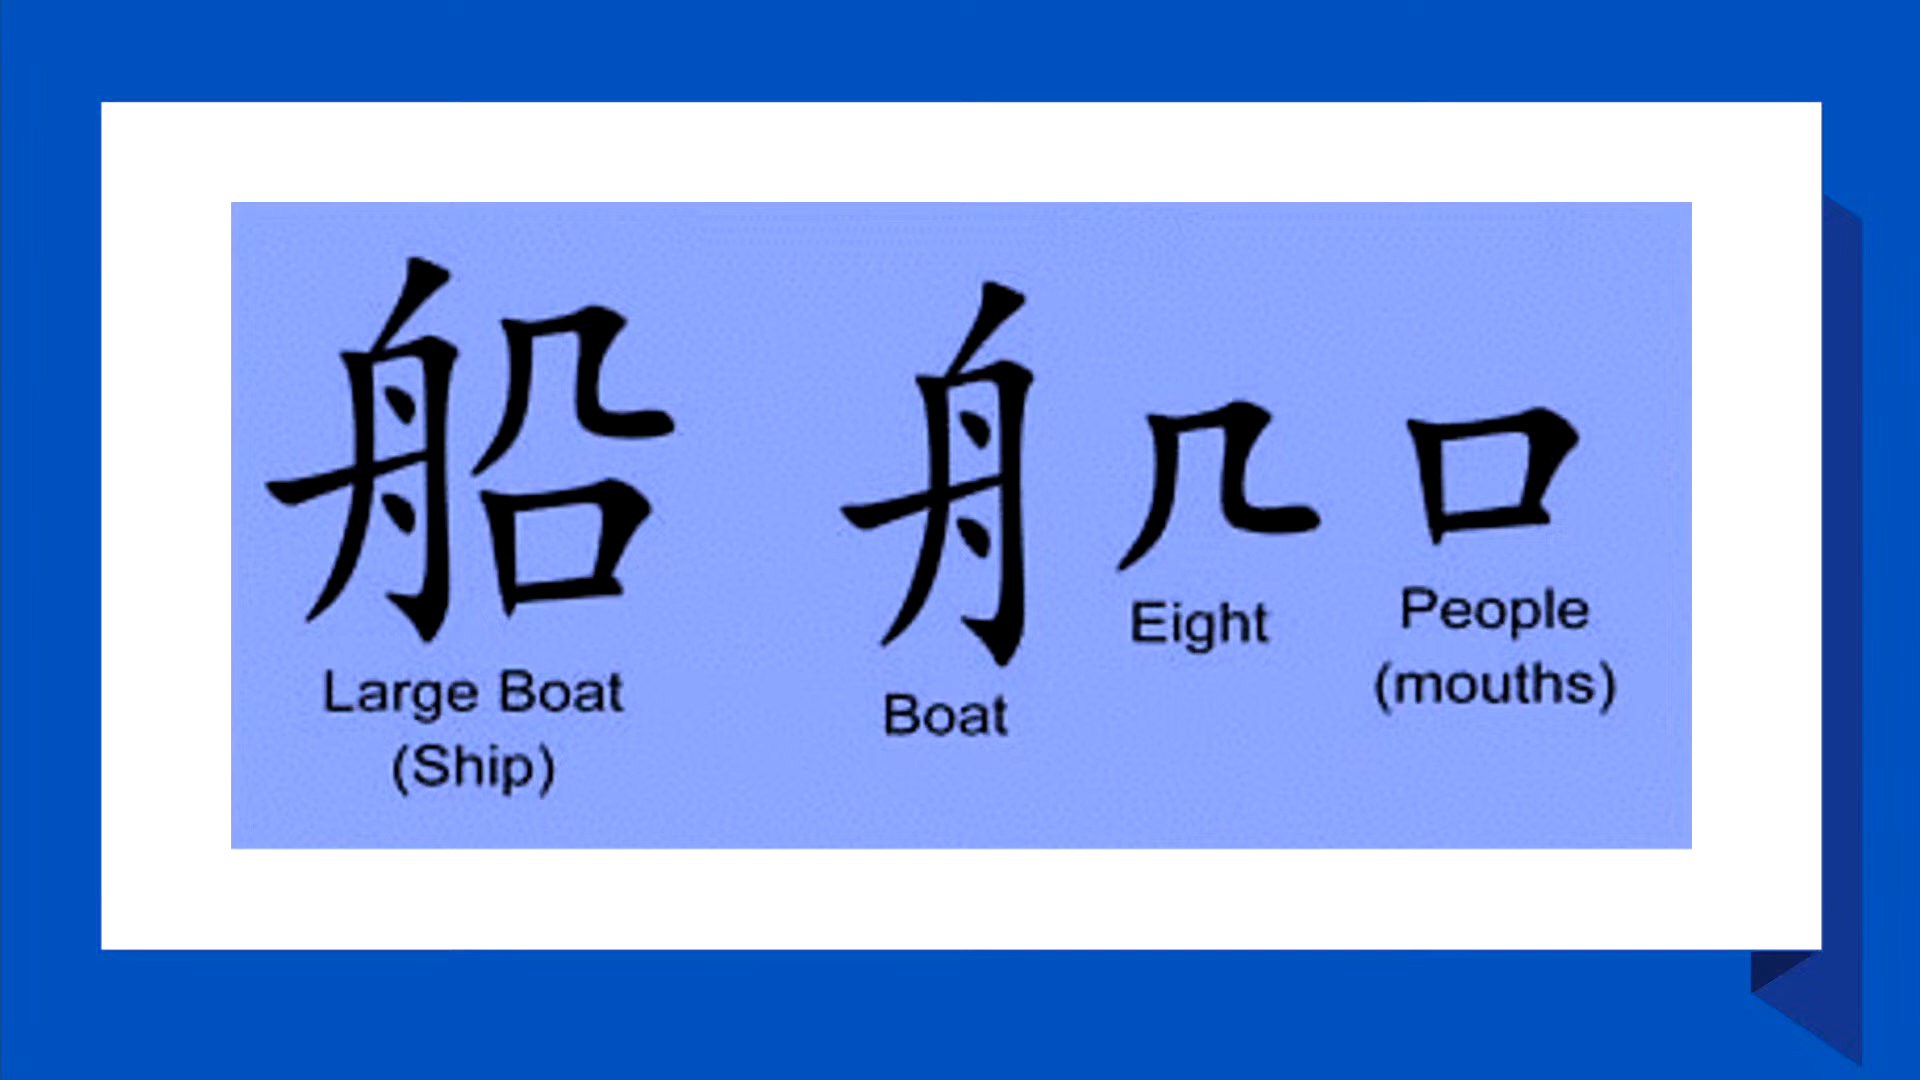 船 舟 几 口
Eight People
(mouths)
Large Boat Boat
(Ship)